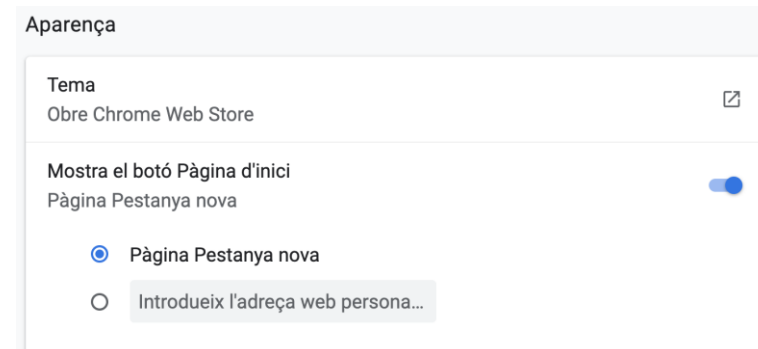 Aparença
Tema
Obre Chrome Web Store
Mostra el botó Pàgina d'inici
Pàgina Pestanya nova
Pàgina Pestanya nova
Introdueix l'adreça web persona...